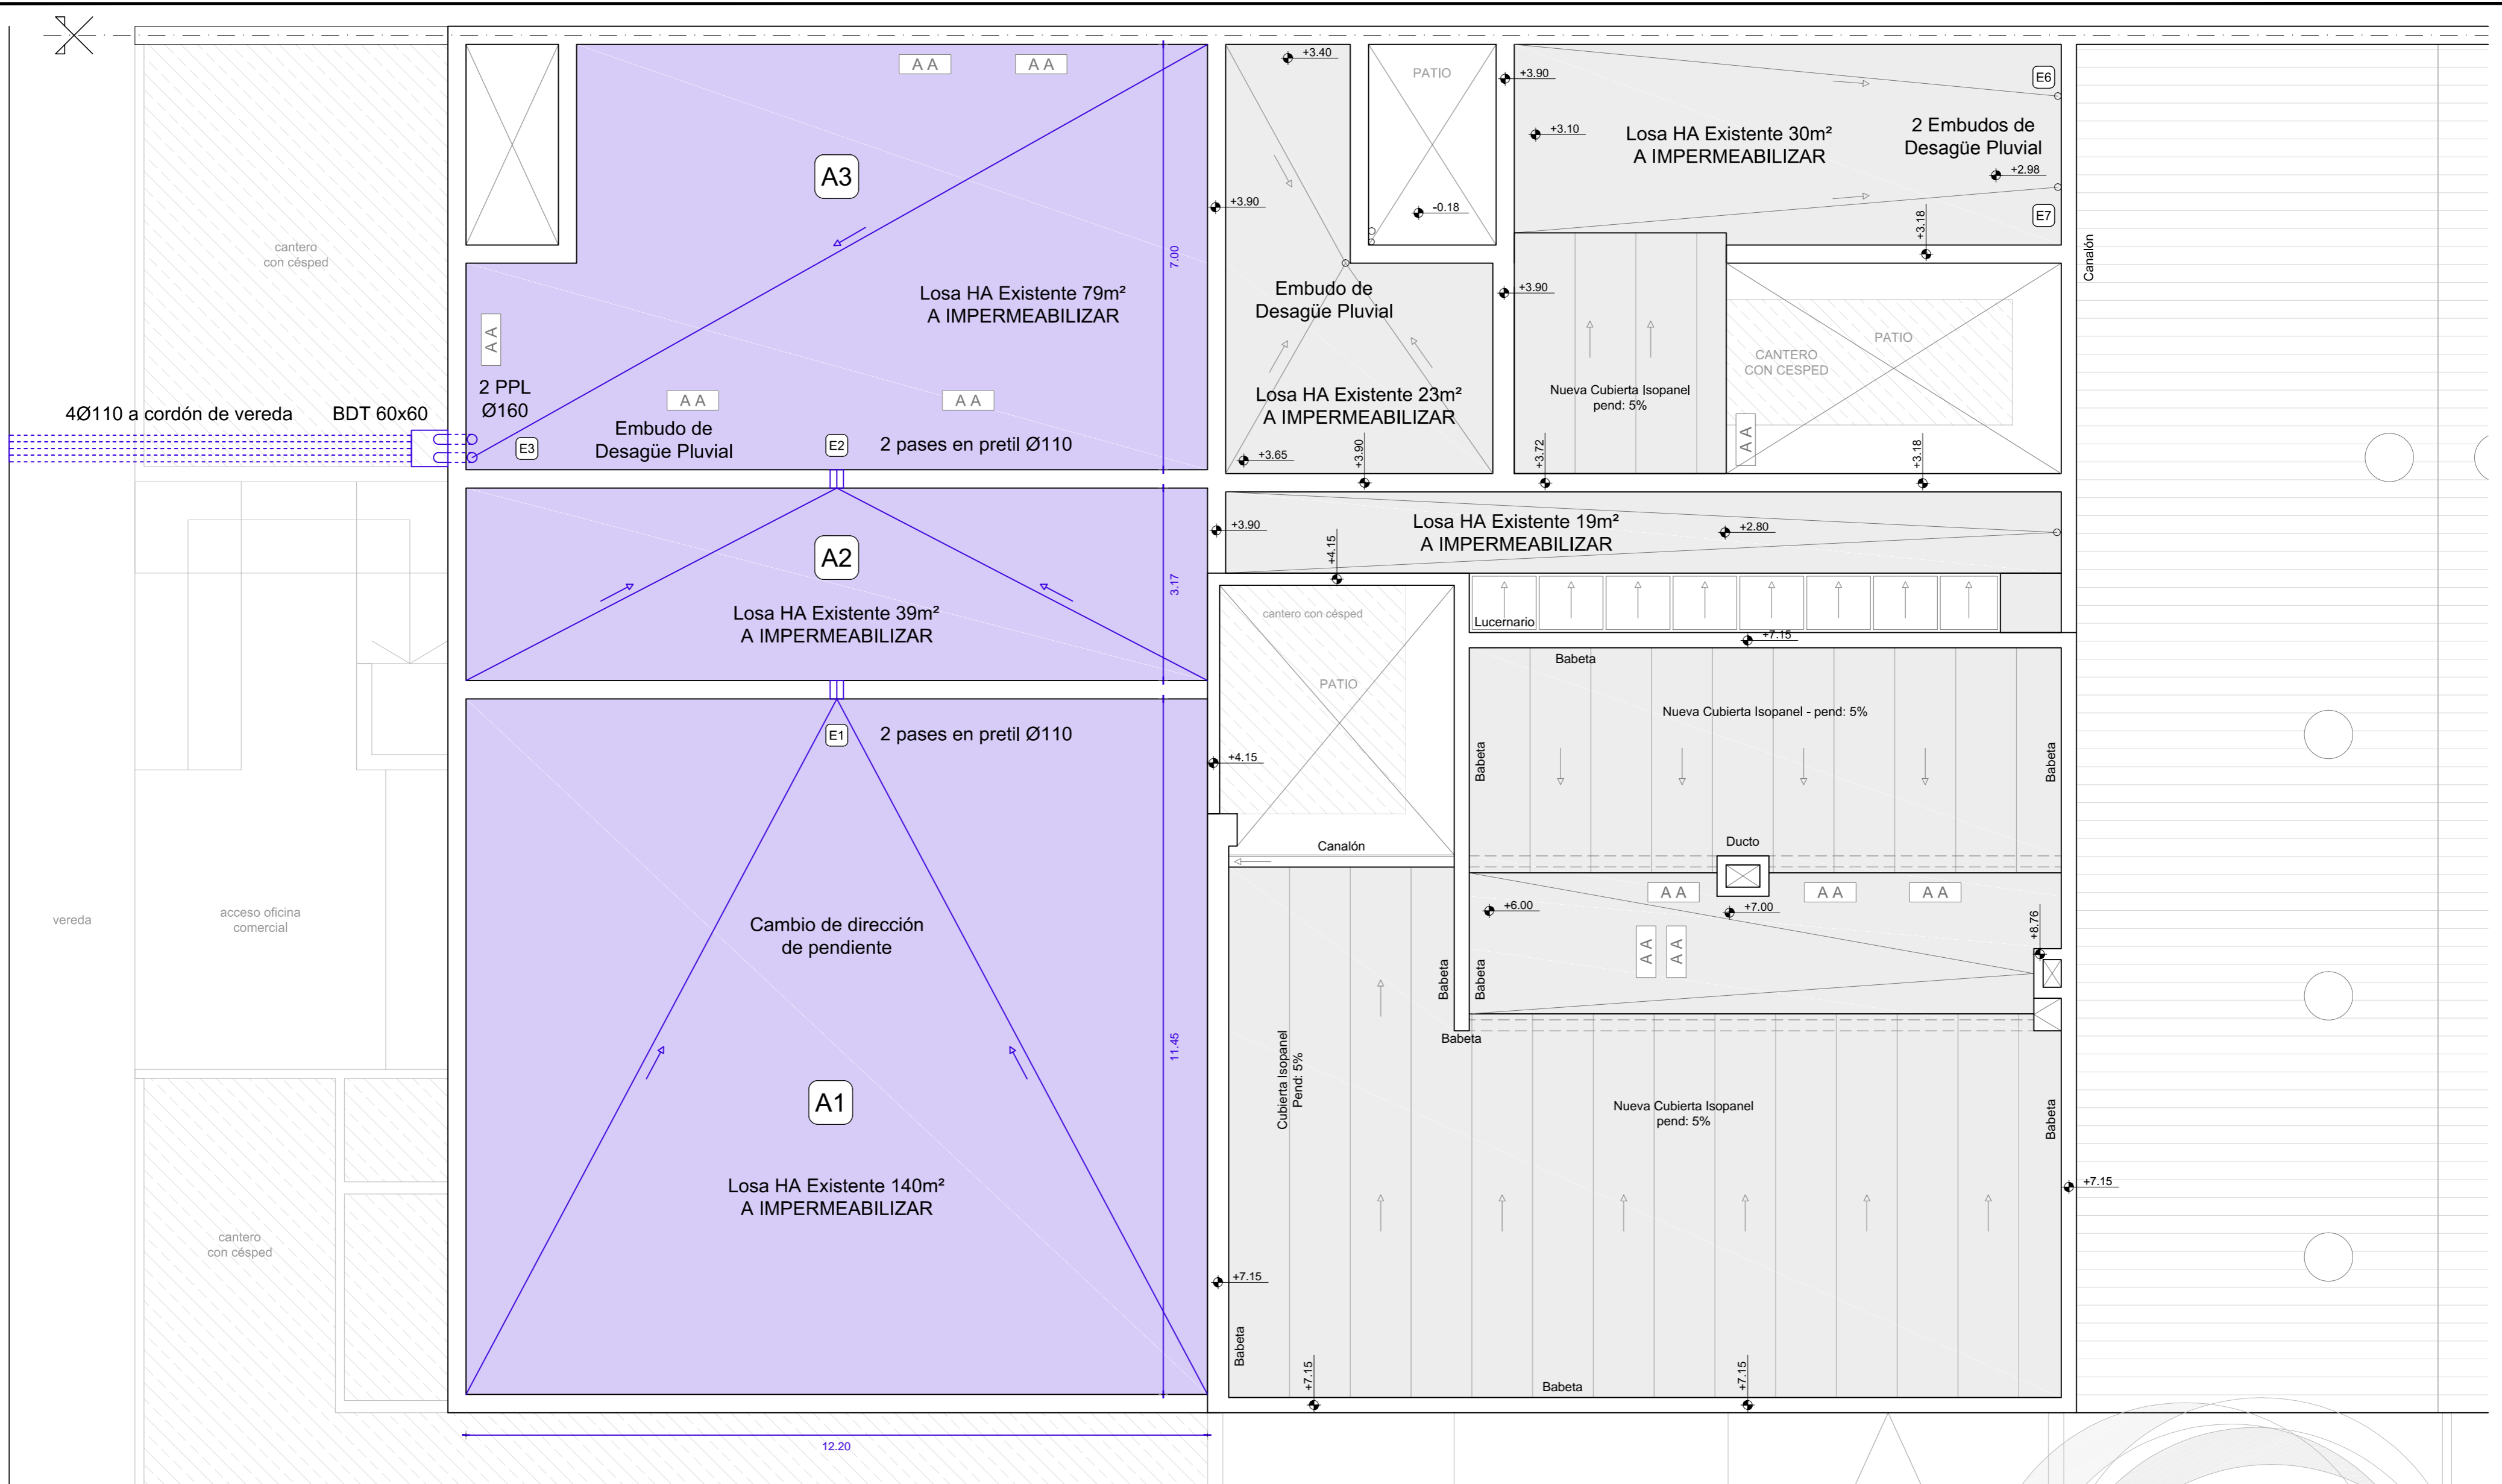 A A
A A
A3
cantero
con césped
7.00
Losa HA Existente 79m²
A IMPERMEABILIZAR
A A
2 PPL
Ø160
A A
A A
4Ø110 a cordón de vereda
BDT 60x60
E3
Embudo de
Desagüe Pluvial
E2
2 pases en pretil Ø110
A2
3.17
Losa HA Existente 39m²
A IMPERMEABILIZAR
E1
2 pases en pretil Ø110
vereda
acceso oficina
comercial
Cambio de dirección
de pendiente
11.45
A1
Losa HA Existente 140m²
A IMPERMEABILIZAR
cantero
con césped
12.20
+3.40
PATIO
+3.90
+3.10
Losa HA Existente 30m²
A IMPERMEABILIZAR
2 Embudos de
Desagüe Pluvial
E6
+2.98
+3.90
-0.18
+3.18
E7
Canalón
Embudo de
Desagüe Pluvial
+3.90
PATIO
CANTERO
CON CESPED
Nueva Cubierta Isopanel
pend: 5%
Losa HA Existente 23m²
A IMPERMEABILIZAR
A A
+3.65
+3.90
+3.72
+3.18
+3.90
Losa HA Existente 19m²
A IMPERMEABILIZAR
+2.80
+4.15
cantero con césped
Lucernario
+7.15
Babeta
PATIO
Nueva Cubierta Isopanel - pend: 5%
+4.15
Babeta
Babeta
Canalón
Ducto
A A
A A
A A
+6.00
+7.00
+8.76
A A
A A
Babeta
Babeta
Babeta
Cubierta Isopanel
Pend: 5%
Nueva Cubierta Isopanel
pend: 5%
Babeta
+7.15
+7.15
Babeta
+7.15
Babeta
+7.15